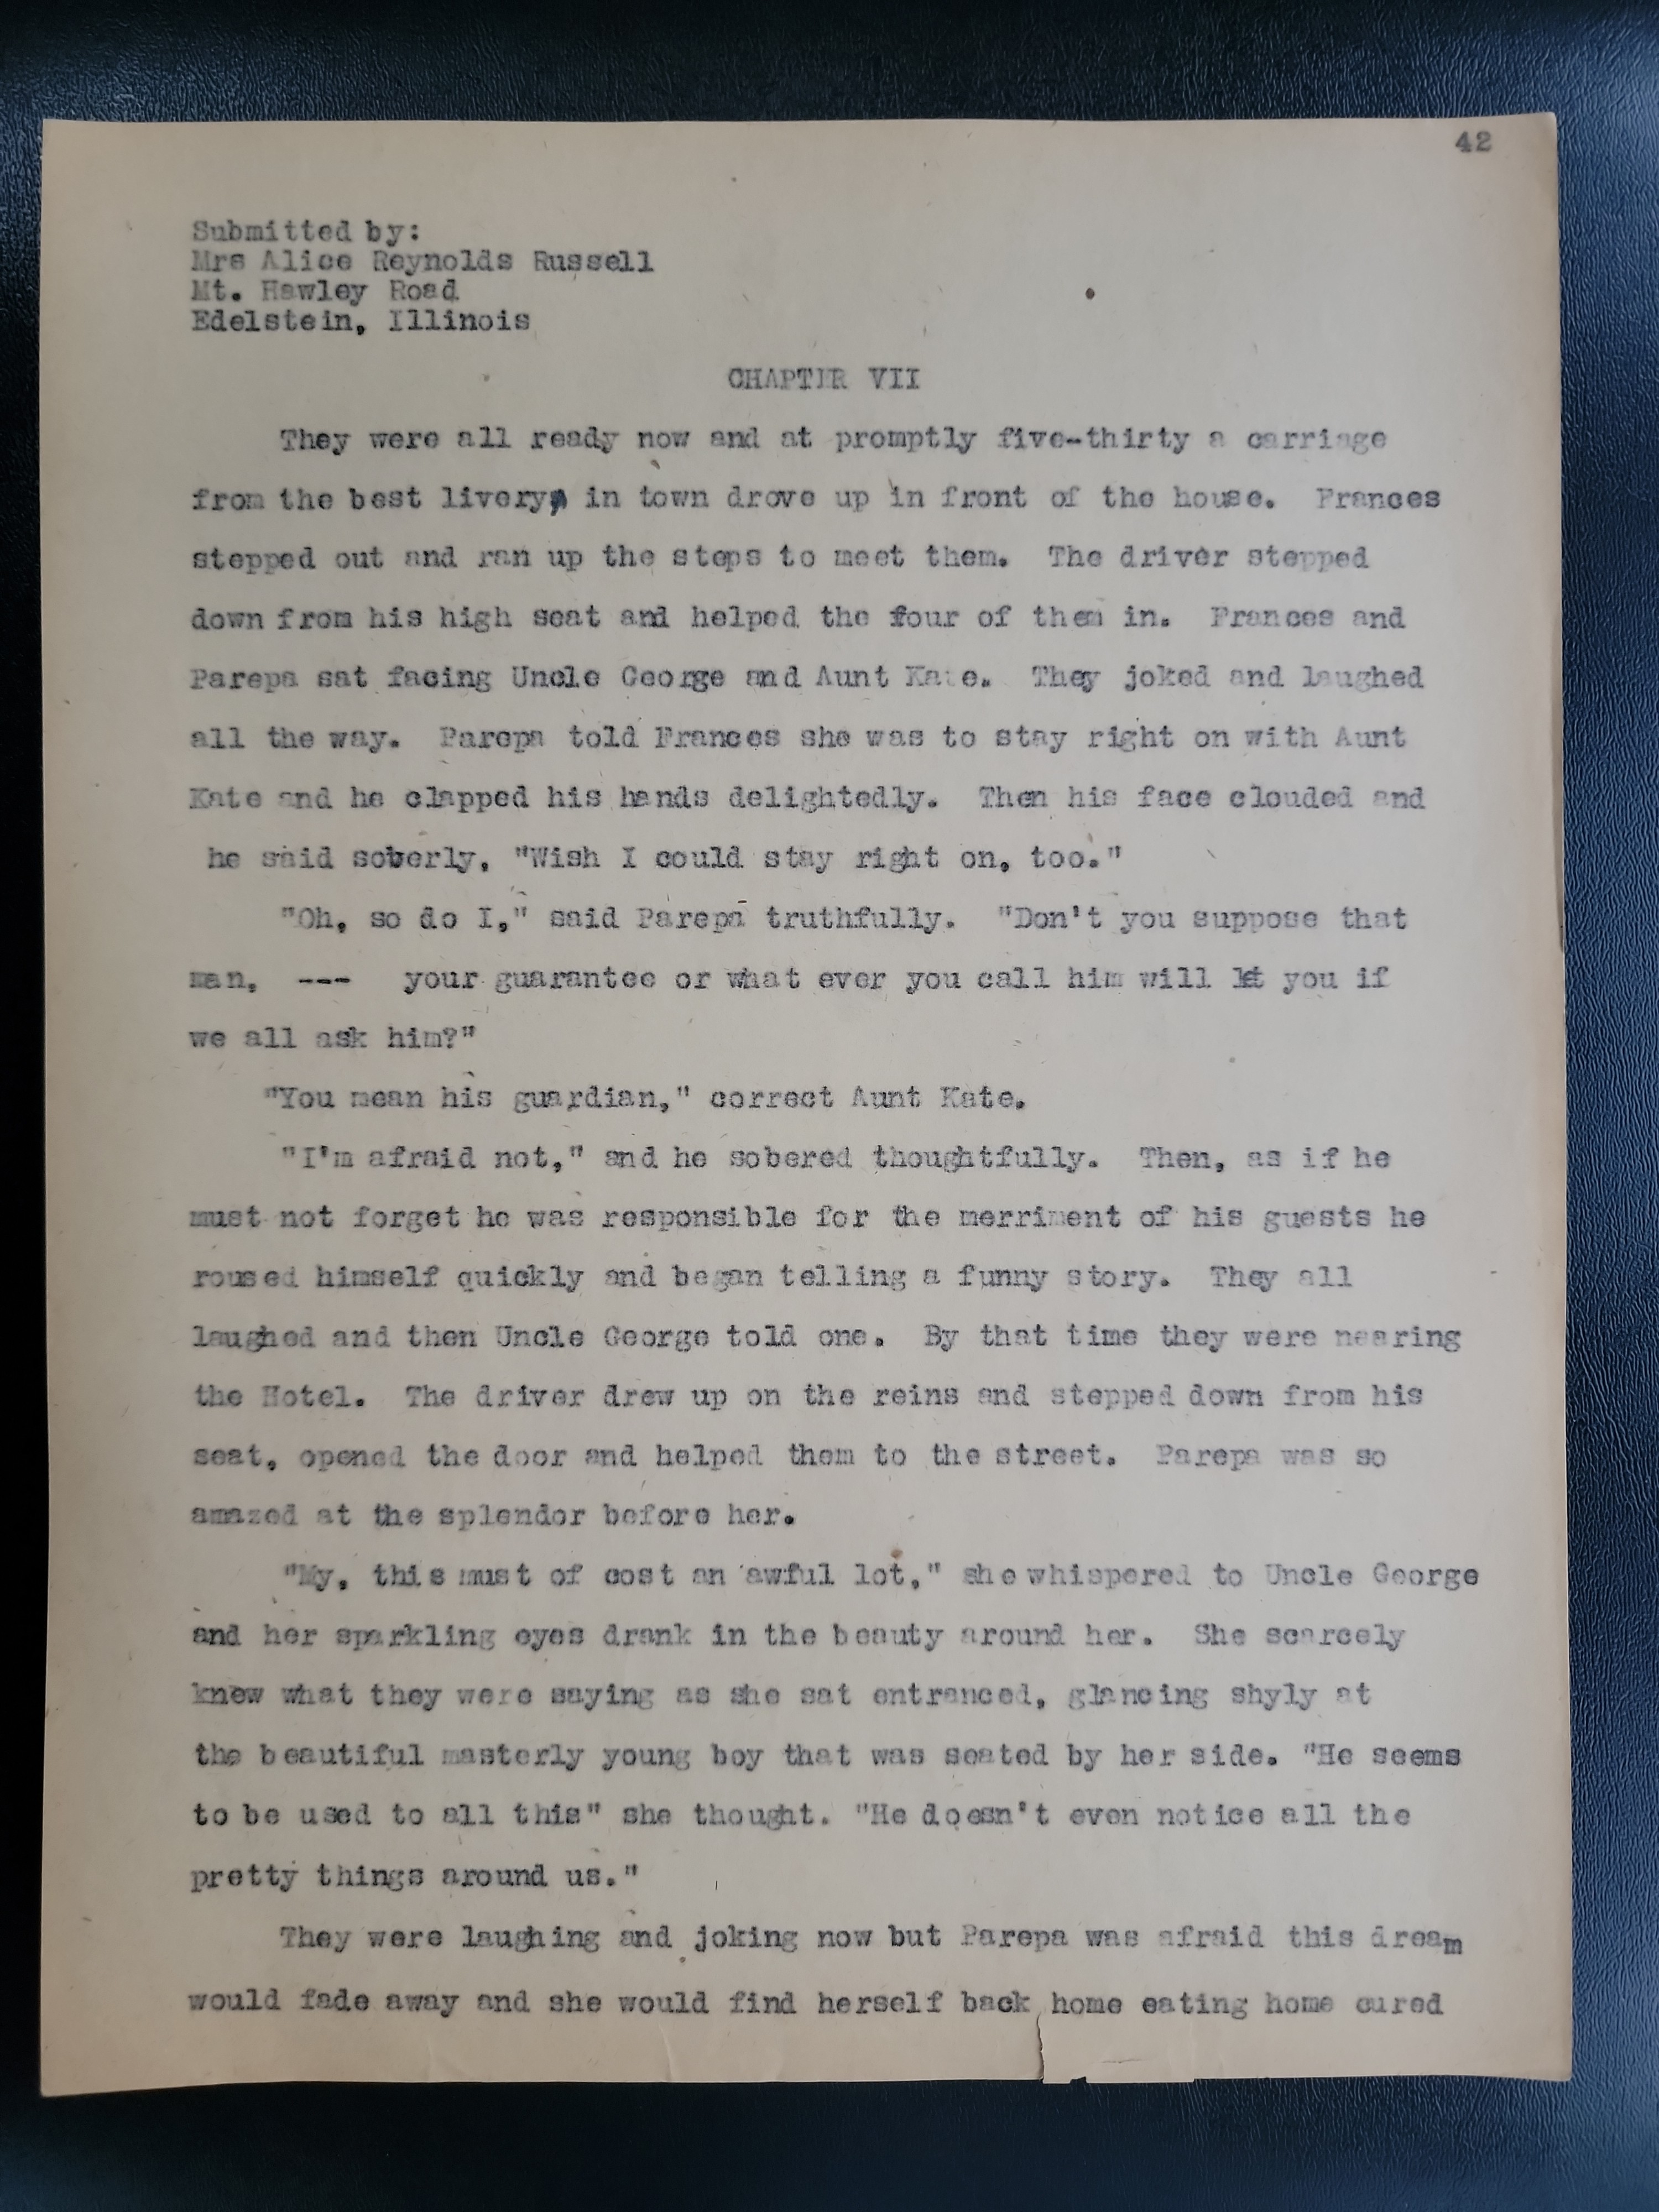 42
Submitted by:
Mrs Alice Reynolds Russell
Mt. Hawley Road
Edelstein, Illinois
CHAPTER VII
They were all ready now and at promptly five-thirty a carriage
from the best livery, in town drove up in front of the house. Frances
stepped out and ran up the steps to meet them. The driver stepped
down from his high seat and helped the four of them in. Frances and
Parepa sat facing Uncle George and Aunt Kate. They joked and laughed
all the way. Parepa told Frances she was to stay right on with Aunt
Kate and he clapped his hands delightedly. Then his face clouded and
he said soberly, "Wish I could stay right on, too."
"Oh, so do I," said Parepa truthfully. "Don't you suppose that
man, --- your guarantee or what ever you call him will let you if
we all ask him?"
"You mean his guardian," correct Aunt Kate.
"I'm afraid not," and he sobered thoughtfully. Then, as if he
must not forget he was responsible for the merriment of his guests he
roused himself quickly and began telling a funny story. They all
laughed and then Uncle George told one. By that time they were nearing
the Hotel. The driver drew up on the reins and stepped down from his
seat, opened the door and helped them to the street. Parepa was so
amazed at the splendor before her.
"My, this must of cost an awful lot," she whispered to Uncle George
and her sparkling eyes drank in the beauty around her. She scarcely
knew what they were saying as she sat entranced, glancing shyly at
the beautiful masterly young boy that was seated by her side. "He seems
to be used to all this" she thought. "He doesn't even notice all the
pretty things around us."
They were laughing and joking now but Parepa was afraid this dream
would fade away and she would find herself back home eating home cured